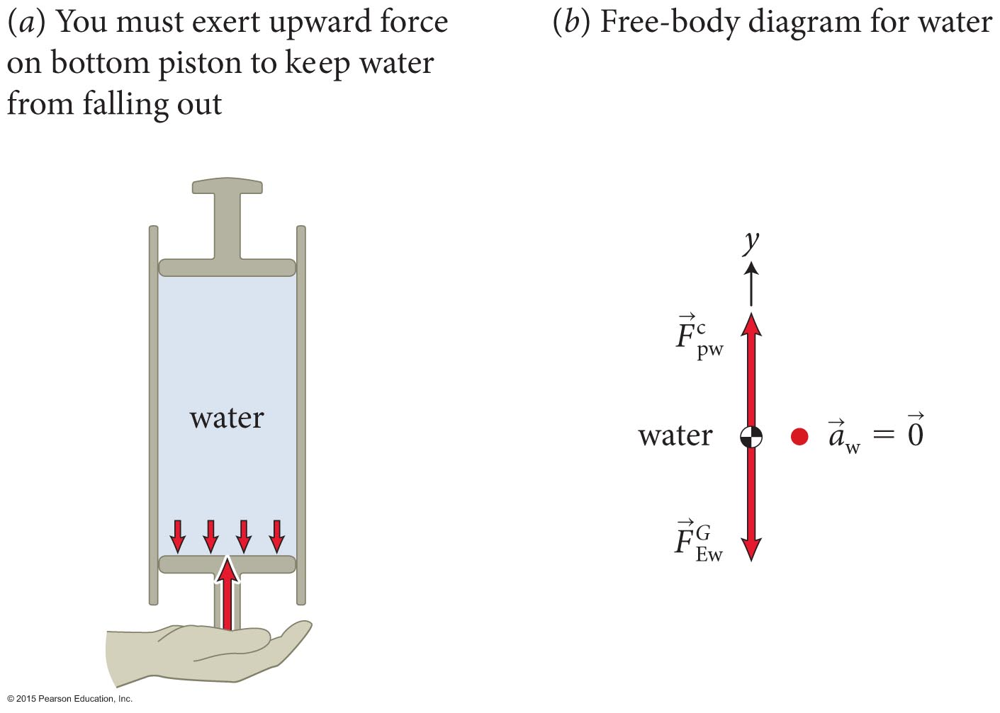 (a) You must exert upward force
on bottom piston to keep water
from falling out
(b) Free-body diagram for water
water
y
F⃗ᶜpw
water
a⃗w = 0⃗
F⃗ᴳEw
© 2015 Pearson Education, Inc.